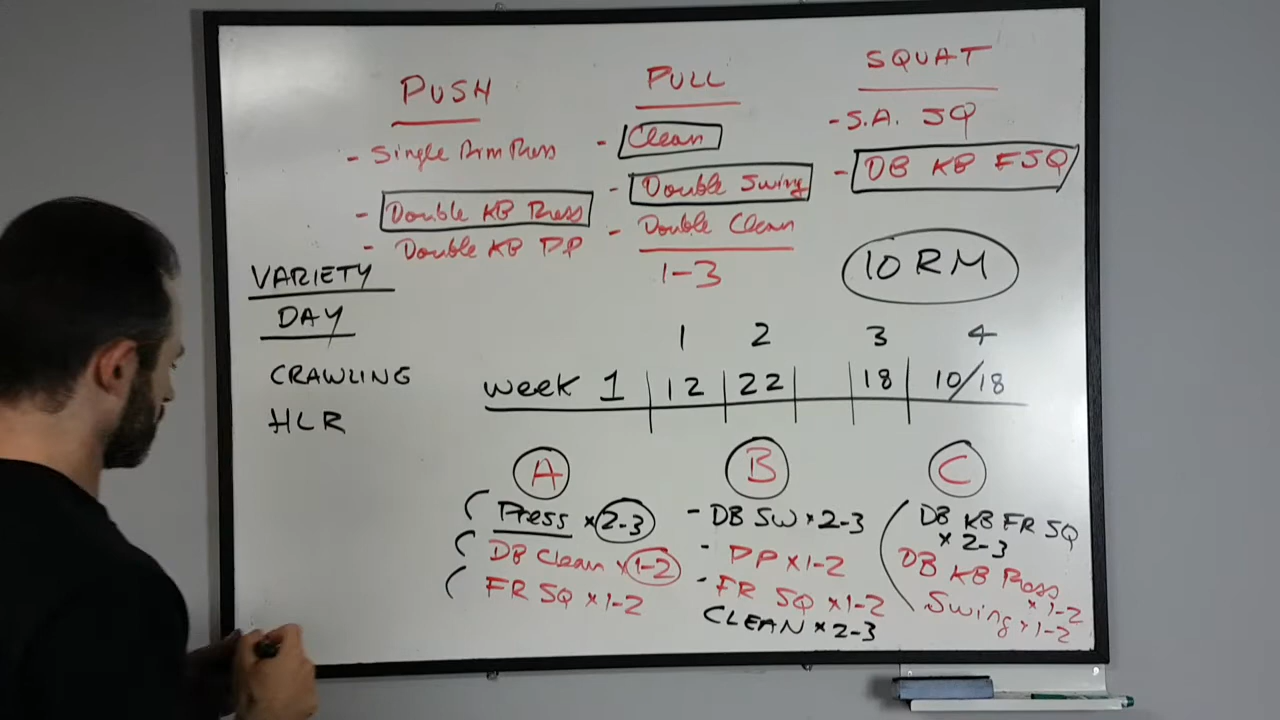 PUSH
- Single Arm Press
- Double KB Press
- Double KB PP
PULL
- Clean
- Double Swing
- Double Clean
1-3
SQUAT
- S.A. SQ
- DB KB FSQ
10 RM
VARIETY
DAY
CRAWLING
HLR
1 2 3 4
week 1 | 12 | 22 | | 18 | 10/18
A
Press × 2-3
DB Clean × 1-2
FR SQ × 1-2
B
- DB SW × 2-3
- PP × 1-2
- FR SQ × 1-2
CLEAN × 2-3
C
DB KB FR SQ
× 2-3
DB KB Press
× 1-2
Swing × 1-2